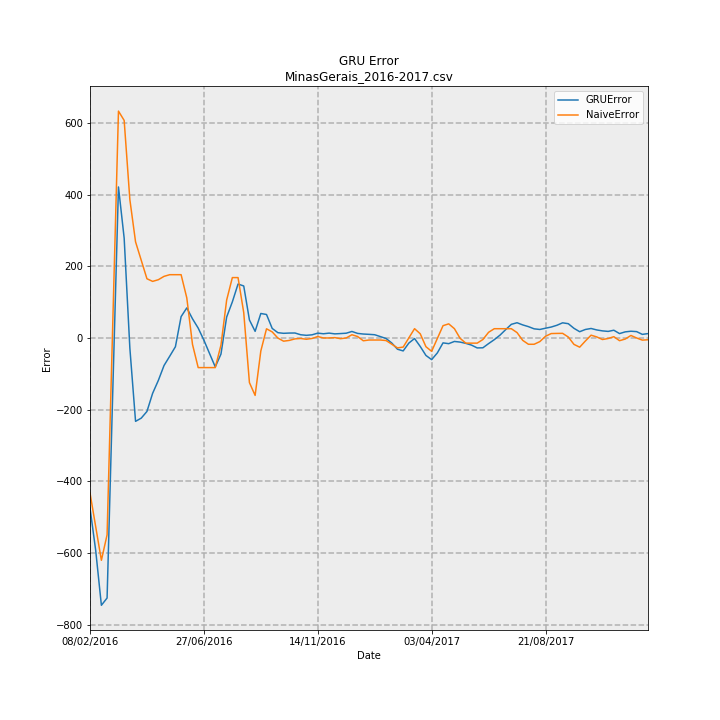 GRU Error
MinasGerais_2016-2017.csv
GRUError
NaiveError
600
400
200
0
−200
−400
−600
−800
Error
08/02/2016
27/06/2016
14/11/2016
03/04/2017
21/08/2017
Date